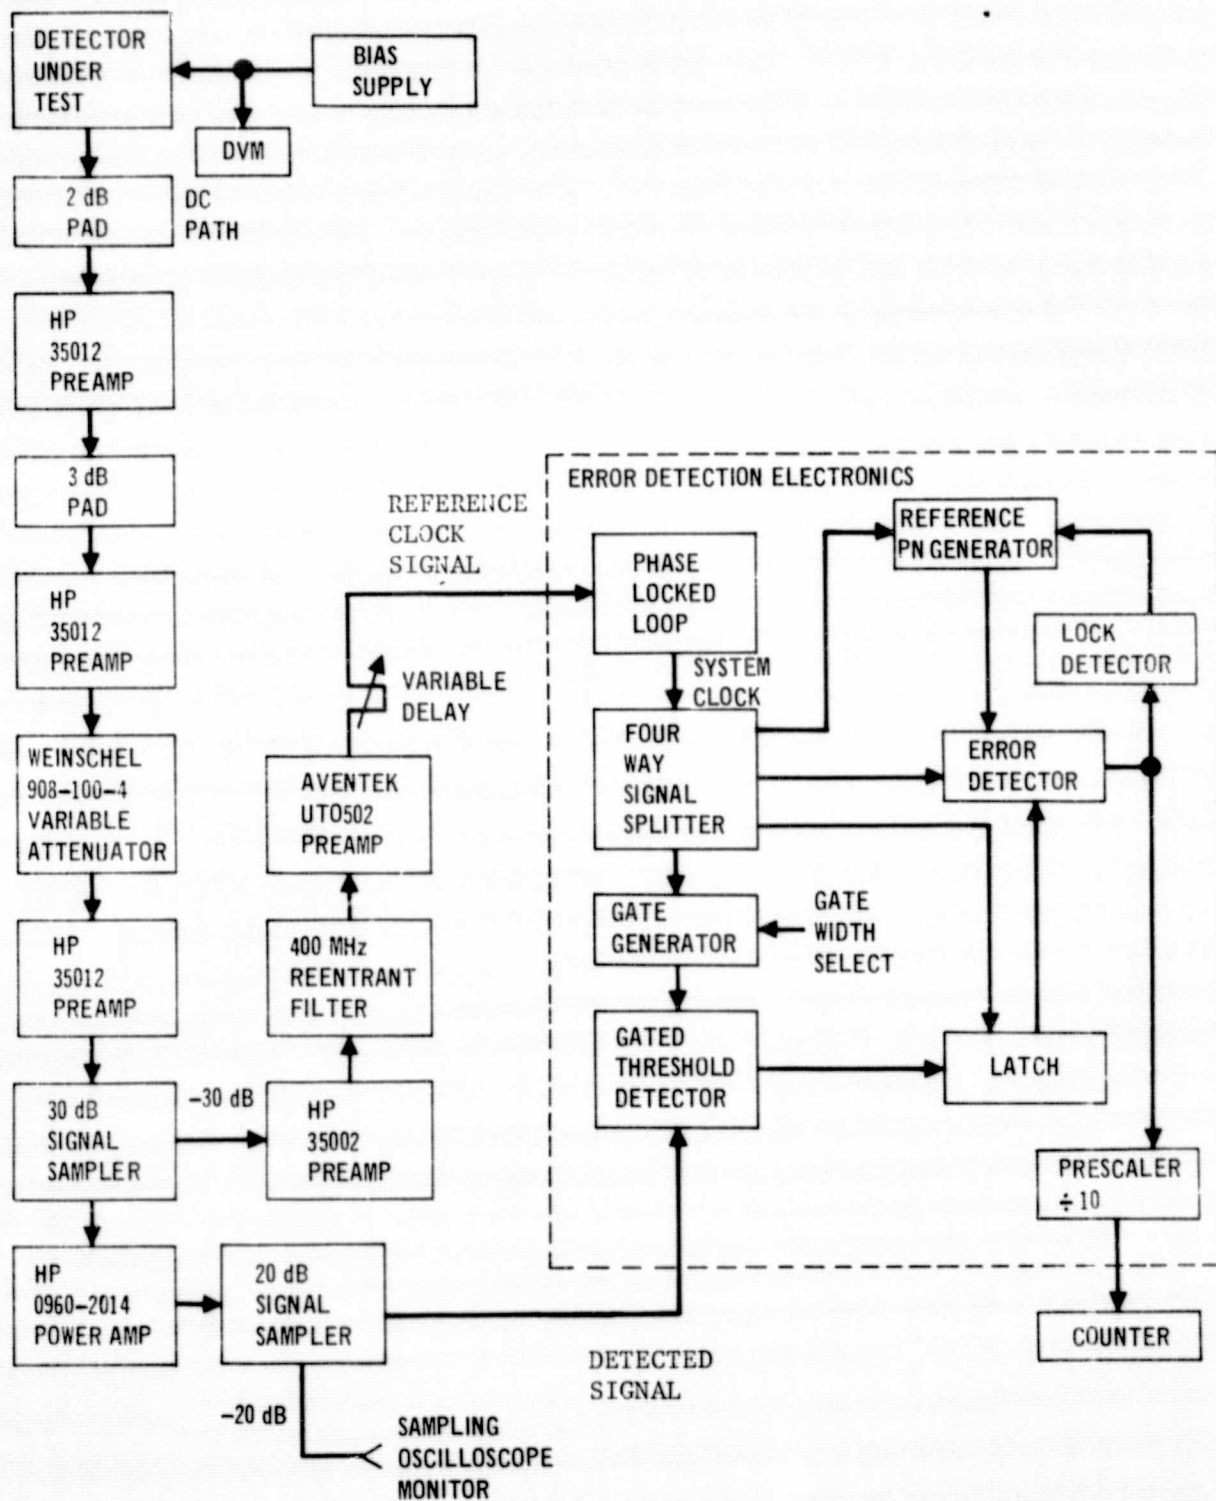 DETECTOR
UNDER
TEST
BIAS
SUPPLY
DVM
DC
PATH
2 dB
PAD
HP
35012
PREAMP
3 dB
PAD
HP
35012
PREAMP
WEINSCHEL
908-100-4
VARIABLE
ATTENUATOR
HP
35012
PREAMP
30 dB
SIGNAL
SAMPLER
-30 dB
HP
35002
PREAMP
400 MHz
REENTRANT
FILTER
AVENTEK
UTO502
PREAMP
VARIABLE
DELAY
REFERENCE
CLOCK
SIGNAL
HP
0960-2014
POWER AMP
20 dB
SIGNAL
SAMPLER
-20 dB
SAMPLING
OSCILLOSCOPE
MONITOR
DETECTED
SIGNAL
ERROR DETECTION ELECTRONICS
PHASE
LOCKED
LOOP
SYSTEM
CLOCK
FOUR
WAY
SIGNAL
SPLITTER
GATE
GENERATOR
GATE
WIDTH
SELECT
GATED
THRESHOLD
DETECTOR
REFERENCE
PN GENERATOR
LOCK
DETECTOR
ERROR
DETECTOR
LATCH
PRESCALER
÷10
COUNTER